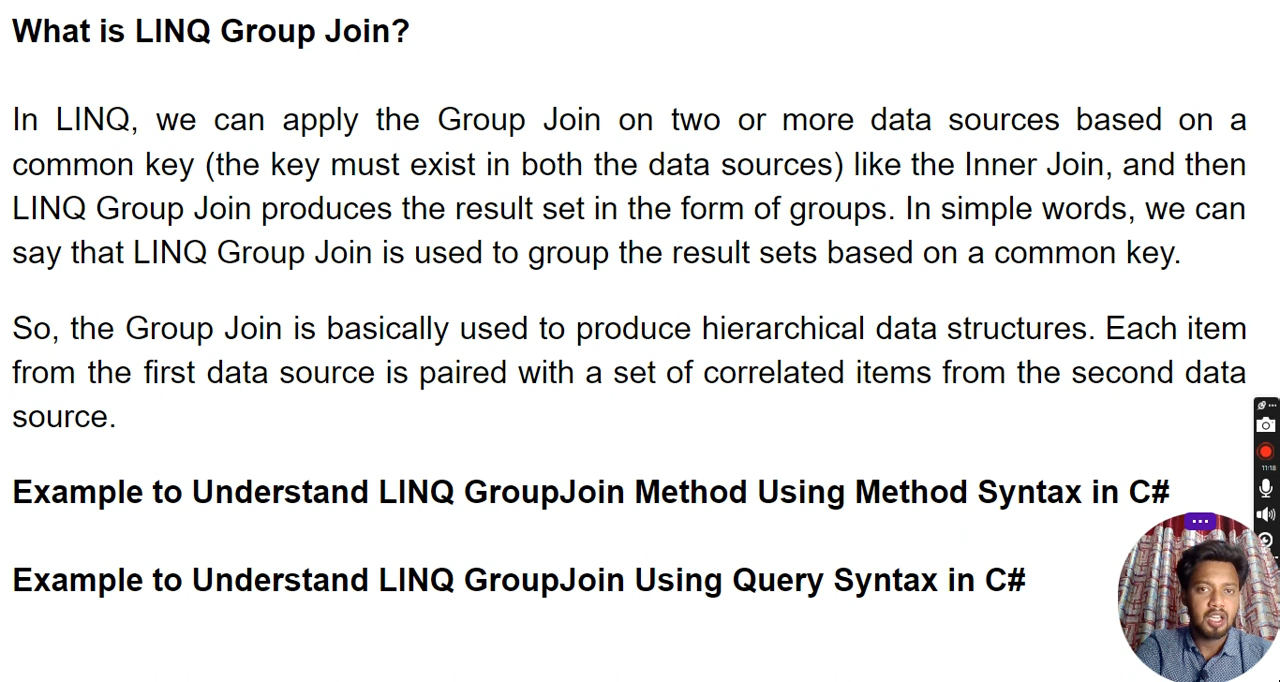 What is LINQ Group Join?
In LINQ, we can apply the Group Join on two or more data sources based on a
common key (the key must exist in both the data sources) like the Inner Join, and then
LINQ Group Join produces the result set in the form of groups. In simple words, we can
say that LINQ Group Join is used to group the result sets based on a common key.
So, the Group Join is basically used to produce hierarchical data structures. Each item
from the first data source is paired with a set of correlated items from the second data
source.
Example to Understand LINQ GroupJoin Method Using Method Syntax in C#
11:18
Example to Understand LINQ GroupJoin Using Query Syntax in C#